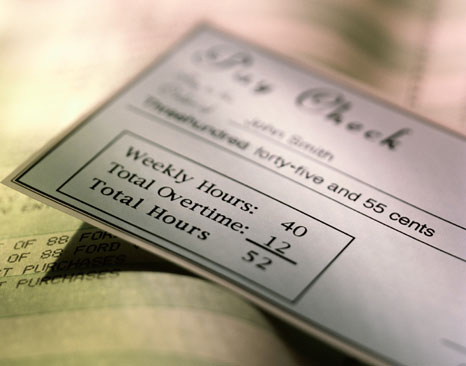 Pay Check
John Smith
Threehundred forty-five and 55 cents
Weekly Hours: 40
Total Overtime: 12
Total Hours 52
OF 88 FORD
OF 88 FORD
PURCHASES
PURCHASES